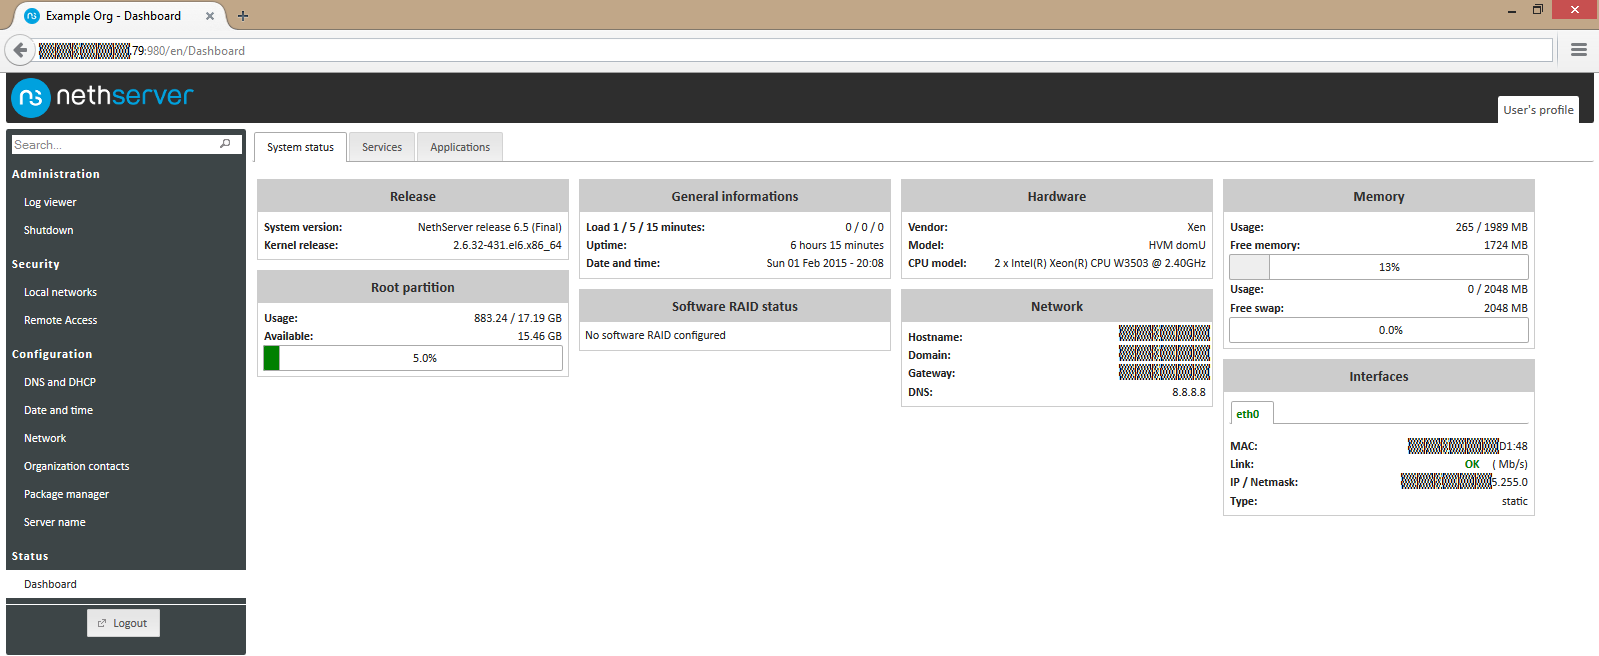 Example Org - Dashboard
.79:980/en/Dashboard
nethserver
User's profile
Search...
Administration
Log viewer
Shutdown
Security
Local networks
Remote Access
Configuration
DNS and DHCP
Date and time
Network
Organization contacts
Package manager
Server name
Status
Dashboard
Logout
System status
Services
Applications
Release
System version: NethServer release 6.5 (Final)
Kernel release: 2.6.32-431.el6.x86_64
Root partition
Usage: 883.24 / 17.19 GB
Available: 15.46 GB
5.0%
General informations
Load 1 / 5 / 15 minutes: 0 / 0 / 0
Uptime: 6 hours 15 minutes
Date and time: Sun 01 Feb 2015 - 20:08
Software RAID status
No software RAID configured
Hardware
Vendor: Xen
Model: HVM domU
CPU model: 2 x Intel(R) Xeon(R) CPU W3503 @ 2.40GHz
Network
Hostname:
Domain:
Gateway:
DNS: 8.8.8.8
Memory
Usage: 265 / 1989 MB
Free memory: 1724 MB
13%
Usage: 0 / 2048 MB
Free swap: 2048 MB
0.0%
Interfaces
eth0
MAC: D1:48
Link: OK ( Mb/s)
IP / Netmask: 5.255.0
Type: static